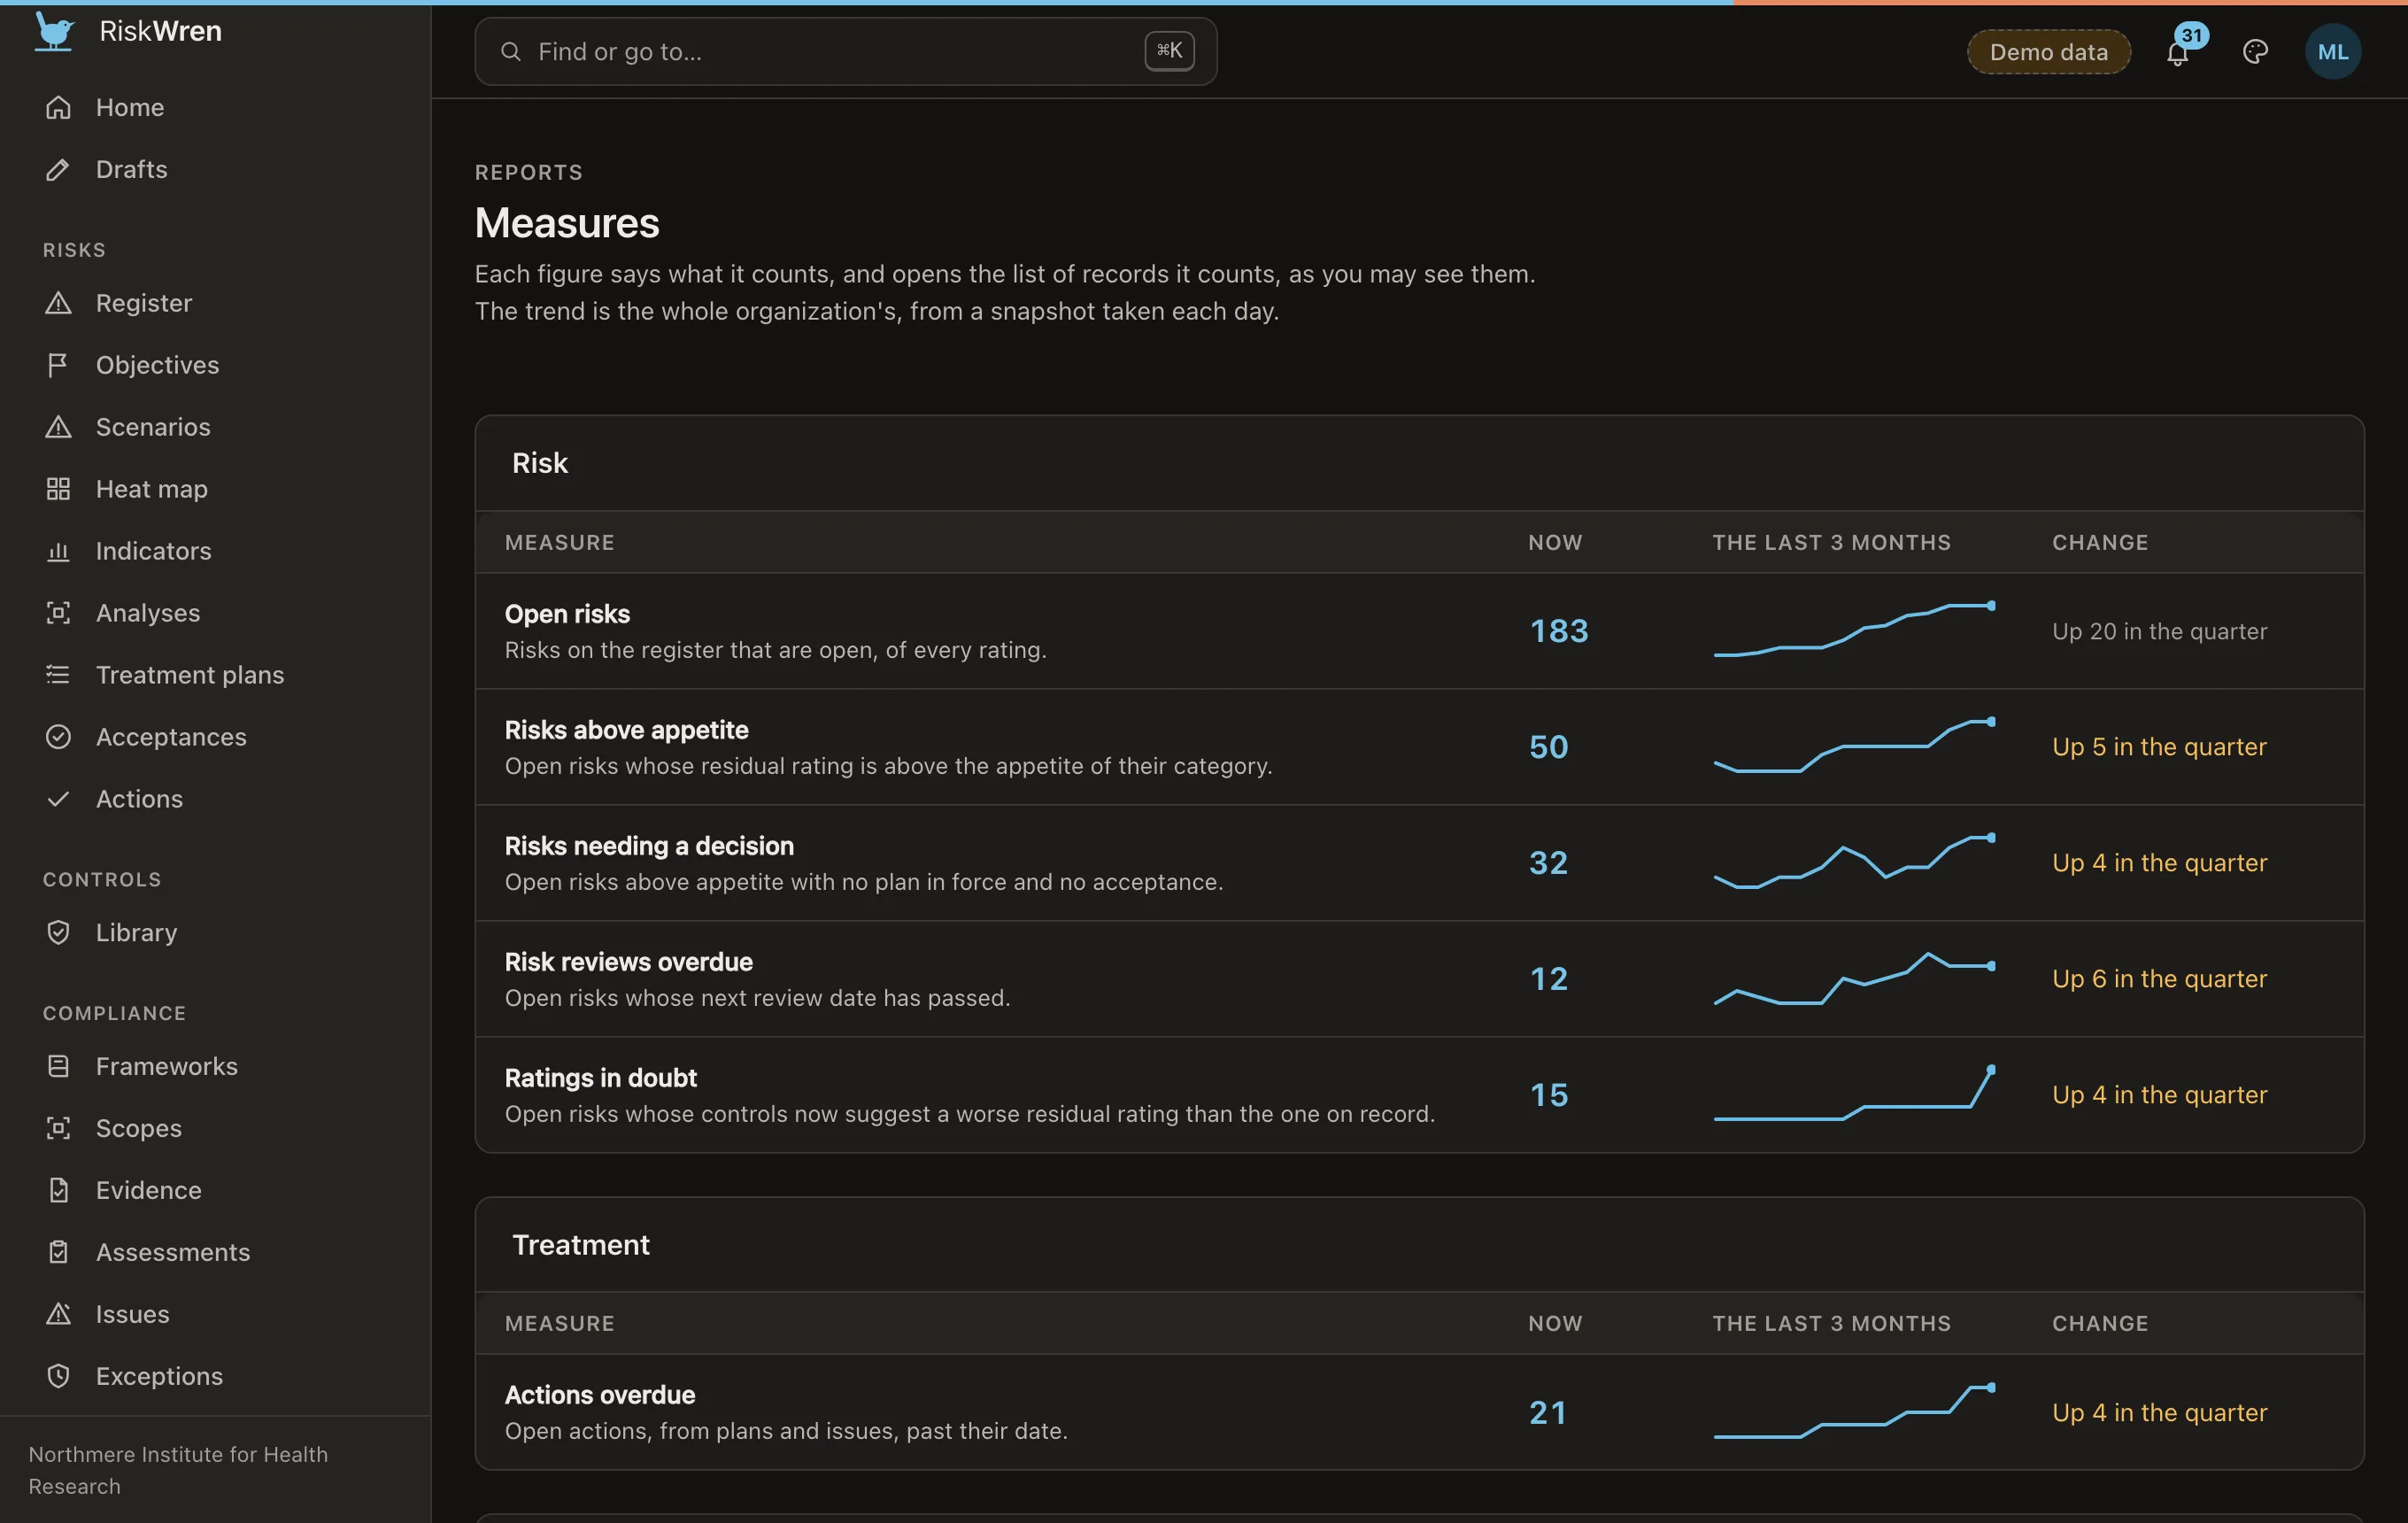 RiskWren
Find or go to...
⌘K
Demo data
31
ML
Home
Drafts
RISKS
Register
Objectives
Scenarios
Heat map
Indicators
Analyses
Treatment plans
Acceptances
Actions
CONTROLS
Library
COMPLIANCE
Frameworks
Scopes
Evidence
Assessments
Issues
Exceptions
Northmere Institute for Health
Research
REPORTS
Measures
Each figure says what it counts, and opens the list of records it counts, as you may see them.
The trend is the whole organization's, from a snapshot taken each day.
Risk
MEASURE NOW THE LAST 3 MONTHS CHANGE
Open risks
Risks on the register that are open, of every rating.
183 Up 20 in the quarter
Risks above appetite
Open risks whose residual rating is above the appetite of their category.
50 Up 5 in the quarter
Risks needing a decision
Open risks above appetite with no plan in force and no acceptance.
32 Up 4 in the quarter
Risk reviews overdue
Open risks whose next review date has passed.
12 Up 6 in the quarter
Ratings in doubt
Open risks whose controls now suggest a worse residual rating than the one on record.
15 Up 4 in the quarter
Treatment
MEASURE NOW THE LAST 3 MONTHS CHANGE
Actions overdue
Open actions, from plans and issues, past their date.
21 Up 4 in the quarter